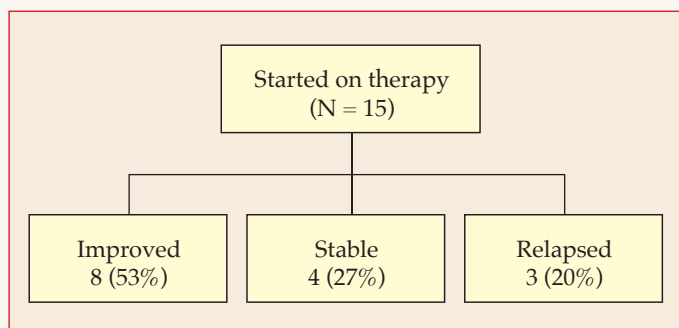 Started on therapy
(N = 15)
Improved
8 (53%)
Stable
4 (27%)
Relapsed
3 (20%)